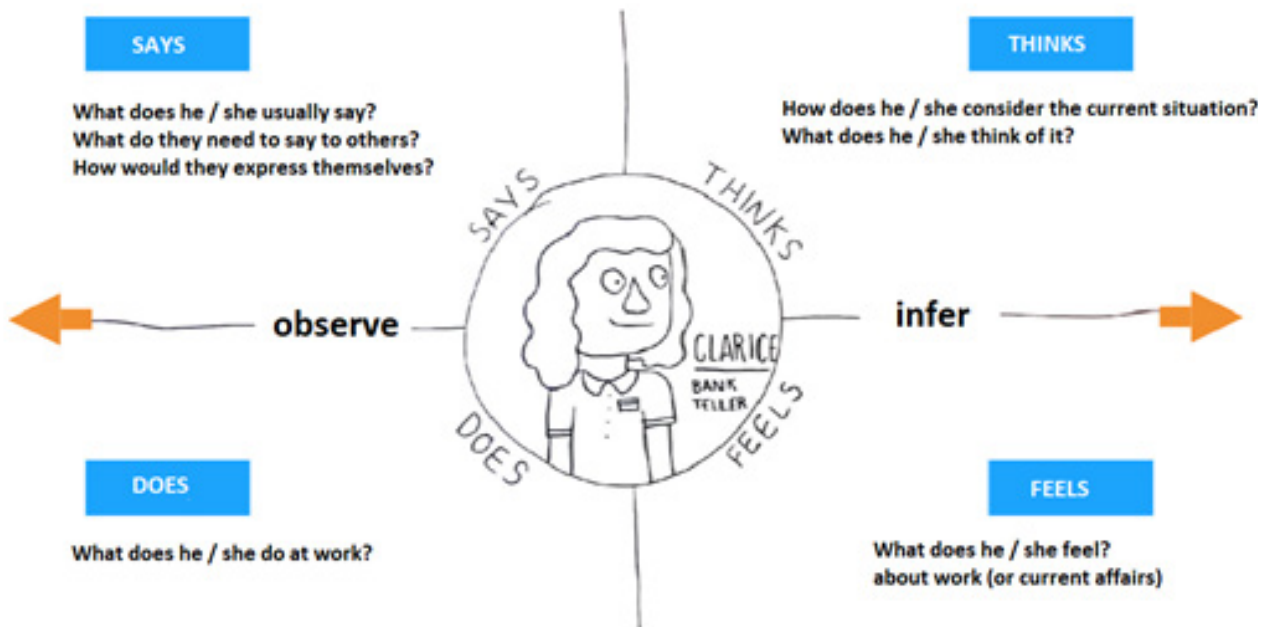 SAYS
What does he / she usually say?
What do they need to say to others?
How would they express themselves?
THINKS
How does he / she consider the current situation?
What does he / she think of it?
SAYS
THINKS
observe
infer
CLARICE
BANK
TELLER
DOES
FEELS
DOES
What does he / she do at work?
FEELS
What does he / she feel?
about work (or current affairs)